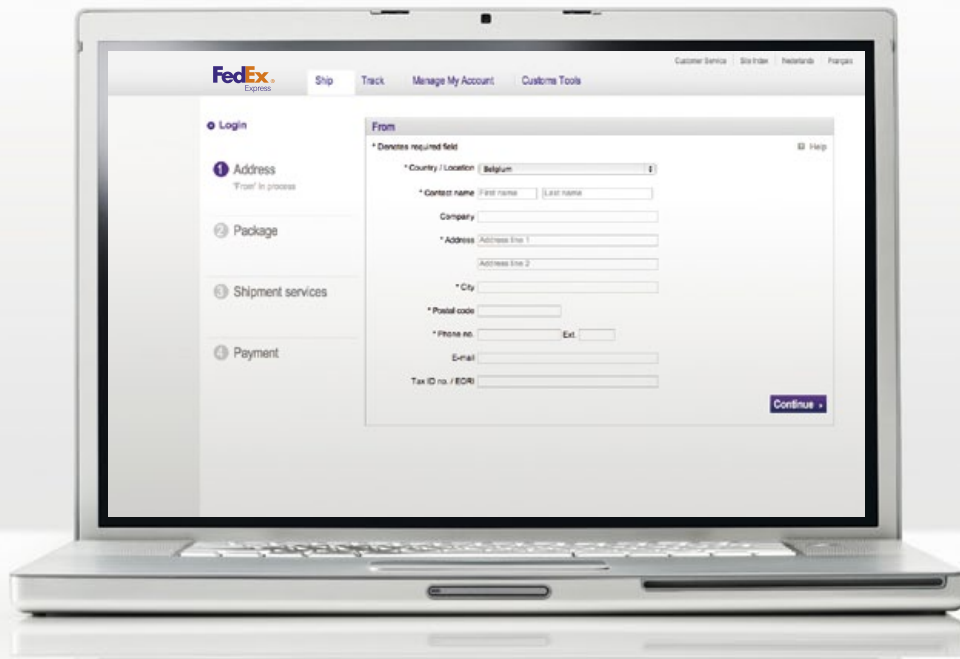 Customer Service | Site Index | Nederlands | Français
FedEx ®
Express
Ship Track Manage My Account Customs Tools
Login
From
* Denotes required field
Help
1 Address
'From' in process
2 Package
3 Shipment services
4 Payment
* Country / Location Belgium
* Contact name First name Last name
Company
* Address Address line 1
Address line 2
* City
* Postal code
* Phone no. Ext.
E-mail
Tax ID no. / EORI
Continue